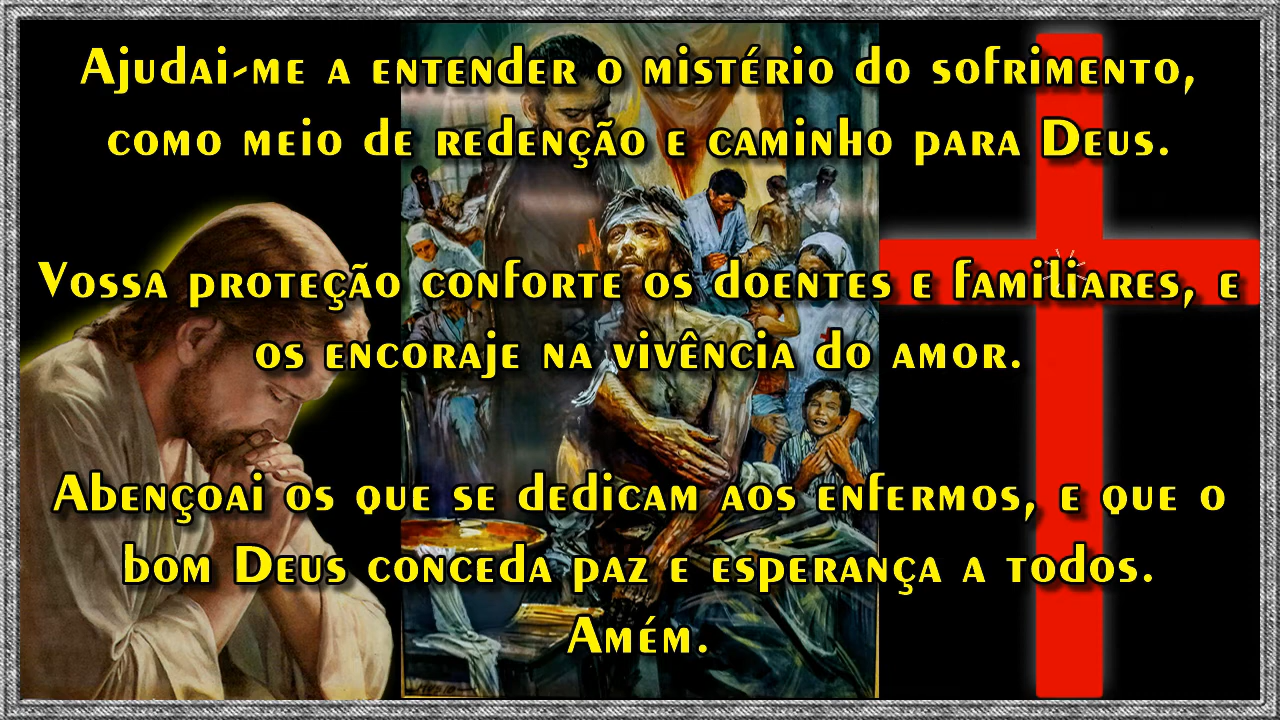 Ajudai-me a entender o mistério do sofrimento,
como meio de redenção e caminho para Deus.
Vossa proteção conforte os doentes e familiares, e
os encoraje na vivência do amor.
Abençoai os que se dedicam aos enfermos, e que o
bom Deus conceda paz e esperança a todos.
Amém.